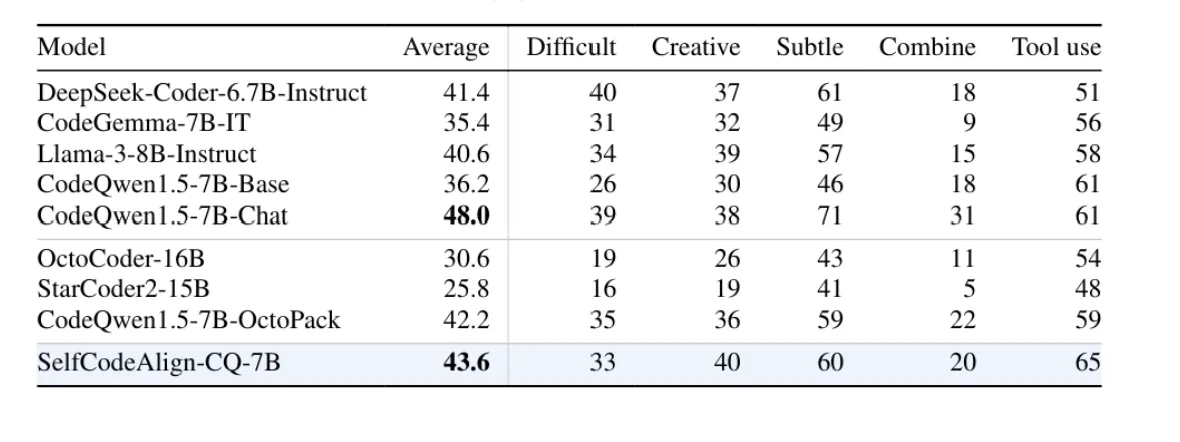 Model Average Difficult Creative Subtle Combine Tool use
DeepSeek-Coder-6.7B-Instruct 41.4 40 37 61 18 51
CodeGemma-7B-IT 35.4 31 32 49 9 56
Llama-3-8B-Instruct 40.6 34 39 57 15 58
CodeQwen1.5-7B-Base 36.2 26 30 46 18 61
CodeQwen1.5-7B-Chat 48.0 39 38 71 31 61
OctoCoder-16B 30.6 19 26 43 11 54
StarCoder2-15B 25.8 16 19 41 5 48
CodeQwen1.5-7B-OctoPack 42.2 35 36 59 22 59
SelfCodeAlign-CQ-7B 43.6 33 40 60 20 65